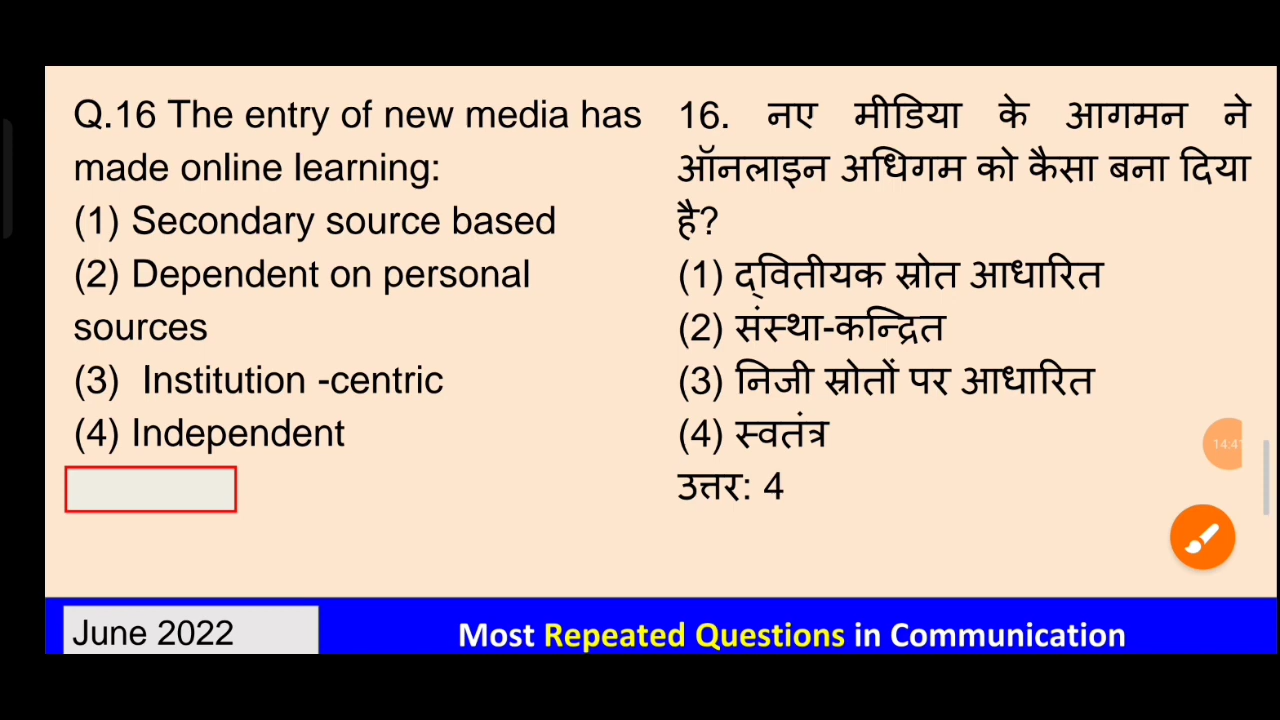 Q.16 The entry of new media has
made online learning:
(1) Secondary source based
(2) Dependent on personal
sources
(3) Institution -centric
(4) Independent
16. नए मीडिया के आगमन ने
ऑनलाइन अधिगम को कैसा बना दिया
है?
(1) द्वितीयक स्रोत आधारित
(2) संस्था-कन्द्रित
(3) निजी स्रोतों पर आधारित
(4) स्वतंत्र
उत्तर: 4
14:41
June 2022
Most Repeated Questions in Communication